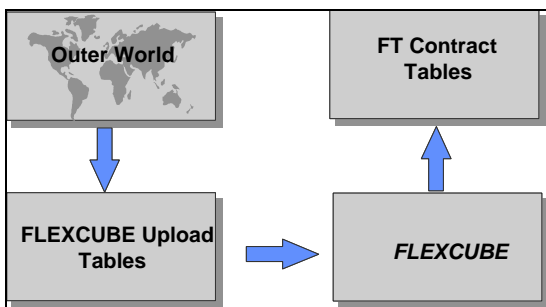 Outer World
FT Contract
Tables
FLEXCUBE Upload
Tables
FLEXCUBE